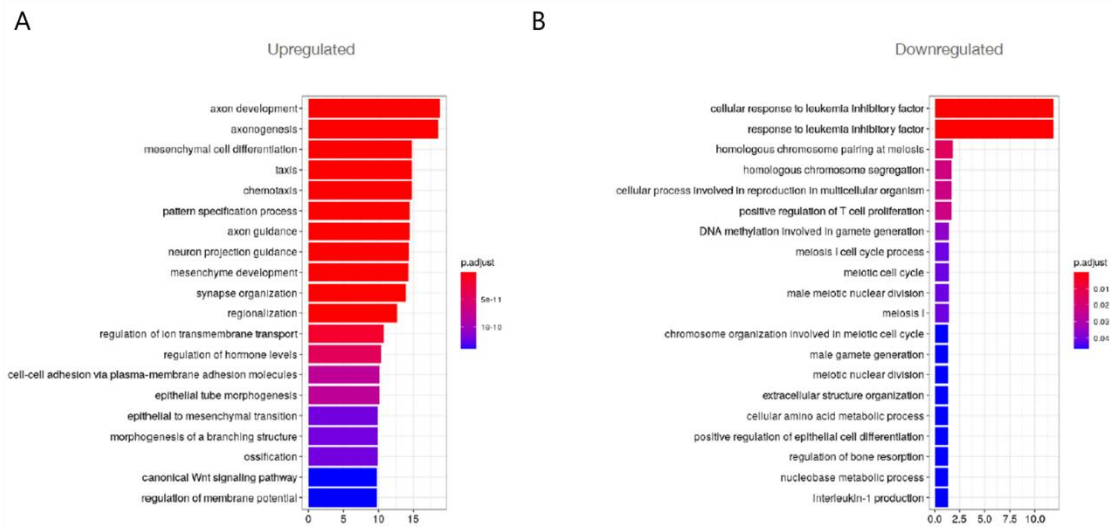 A
Upregulated
axon development
axonogenesis
mesenchymal cell differentiation
taxis
chemotaxis
pattern specification process
axon guidance
neuron projection guidance
mesenchyme development
synapse organization
regionalization
regulation of ion transmembrane transport
regulation of hormone levels
cell-cell adhesion via plasma-membrane adhesion molecules
epithelial tube morphogenesis
epithelial to mesenchymal transition
morphogenesis of a branching structure
ossification
canonical Wnt signaling pathway
regulation of membrane potential
0 5 10 15
p.adjust
5e-11
1e-10
B
Downregulated
cellular response to leukemia inhibitory factor
response to leukemia inhibitory factor
homologous chromosome pairing at meiosis
homologous chromosome segregation
cellular process involved in reproduction in multicellular organism
positive regulation of T cell proliferation
DNA methylation involved in gamete generation
meiosis I cell cycle process
meiotic cell cycle
male meiotic nuclear division
meiosis I
chromosome organization involved in meiotic cell cycle
male gamete generation
meiotic nuclear division
extracellular structure organization
cellular amino acid metabolic process
positive regulation of epithelial cell differentiation
regulation of bone resorption
nucleobase metabolic process
interleukin-1 production
0 1 2.5 5.0 7.5 10.0
p.adjust
0.01
0.02
0.03
0.04